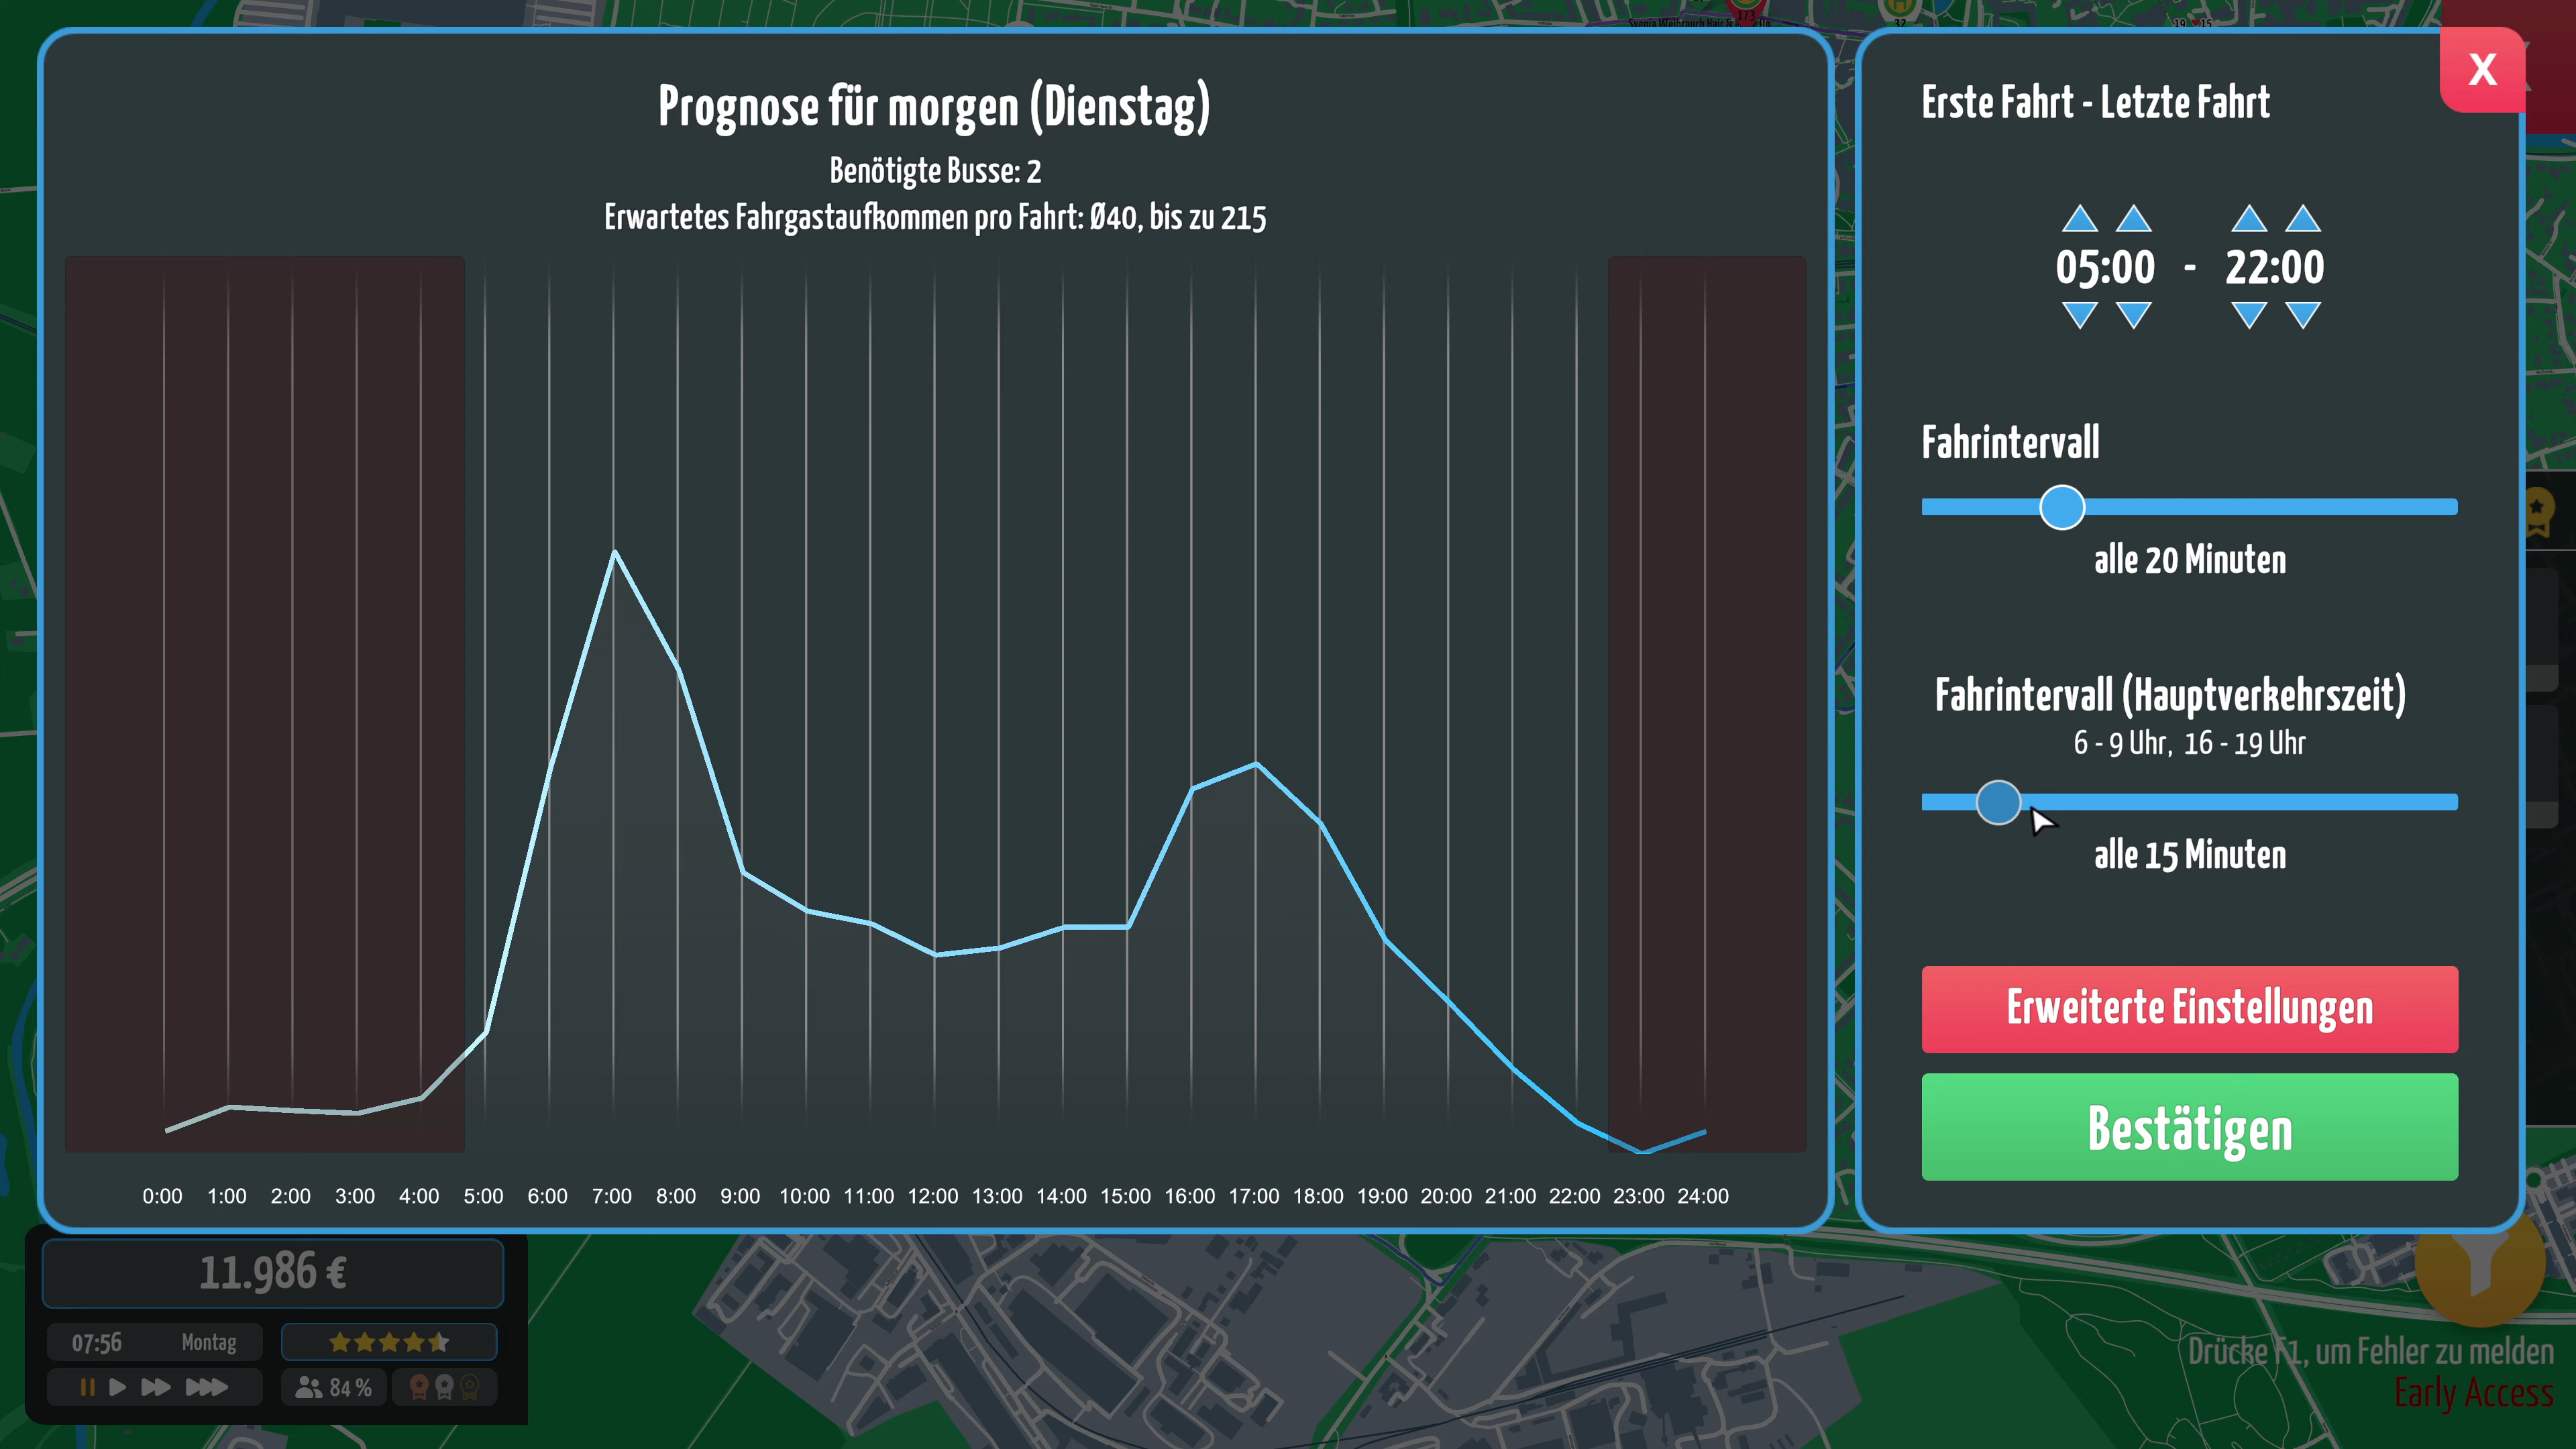 Prognose für morgen (Dienstag)
Benötigte Busse: 2
Erwartetes Fahrgastaufkommen pro Fahrt: Ø40, bis zu 215
0:00 1:00 2:00 3:00 4:00 5:00 6:00 7:00 8:00 9:00 10:00 11:00 12:00 13:00 14:00 15:00 16:00 17:00 18:00 19:00 20:00 21:00 22:00 23:00 24:00
X
Erste Fahrt - Letzte Fahrt
05:00 - 22:00
Fahrintervall
alle 20 Minuten
Fahrintervall (Hauptverkehrszeit)
6 - 9 Uhr, 16 - 19 Uhr
alle 15 Minuten
Erweiterte Einstellungen
Bestätigen
11.986 €
07:56 Montag
84 %
Drücke F1, um Fehler zu melden
Early Access
173
32
19 15